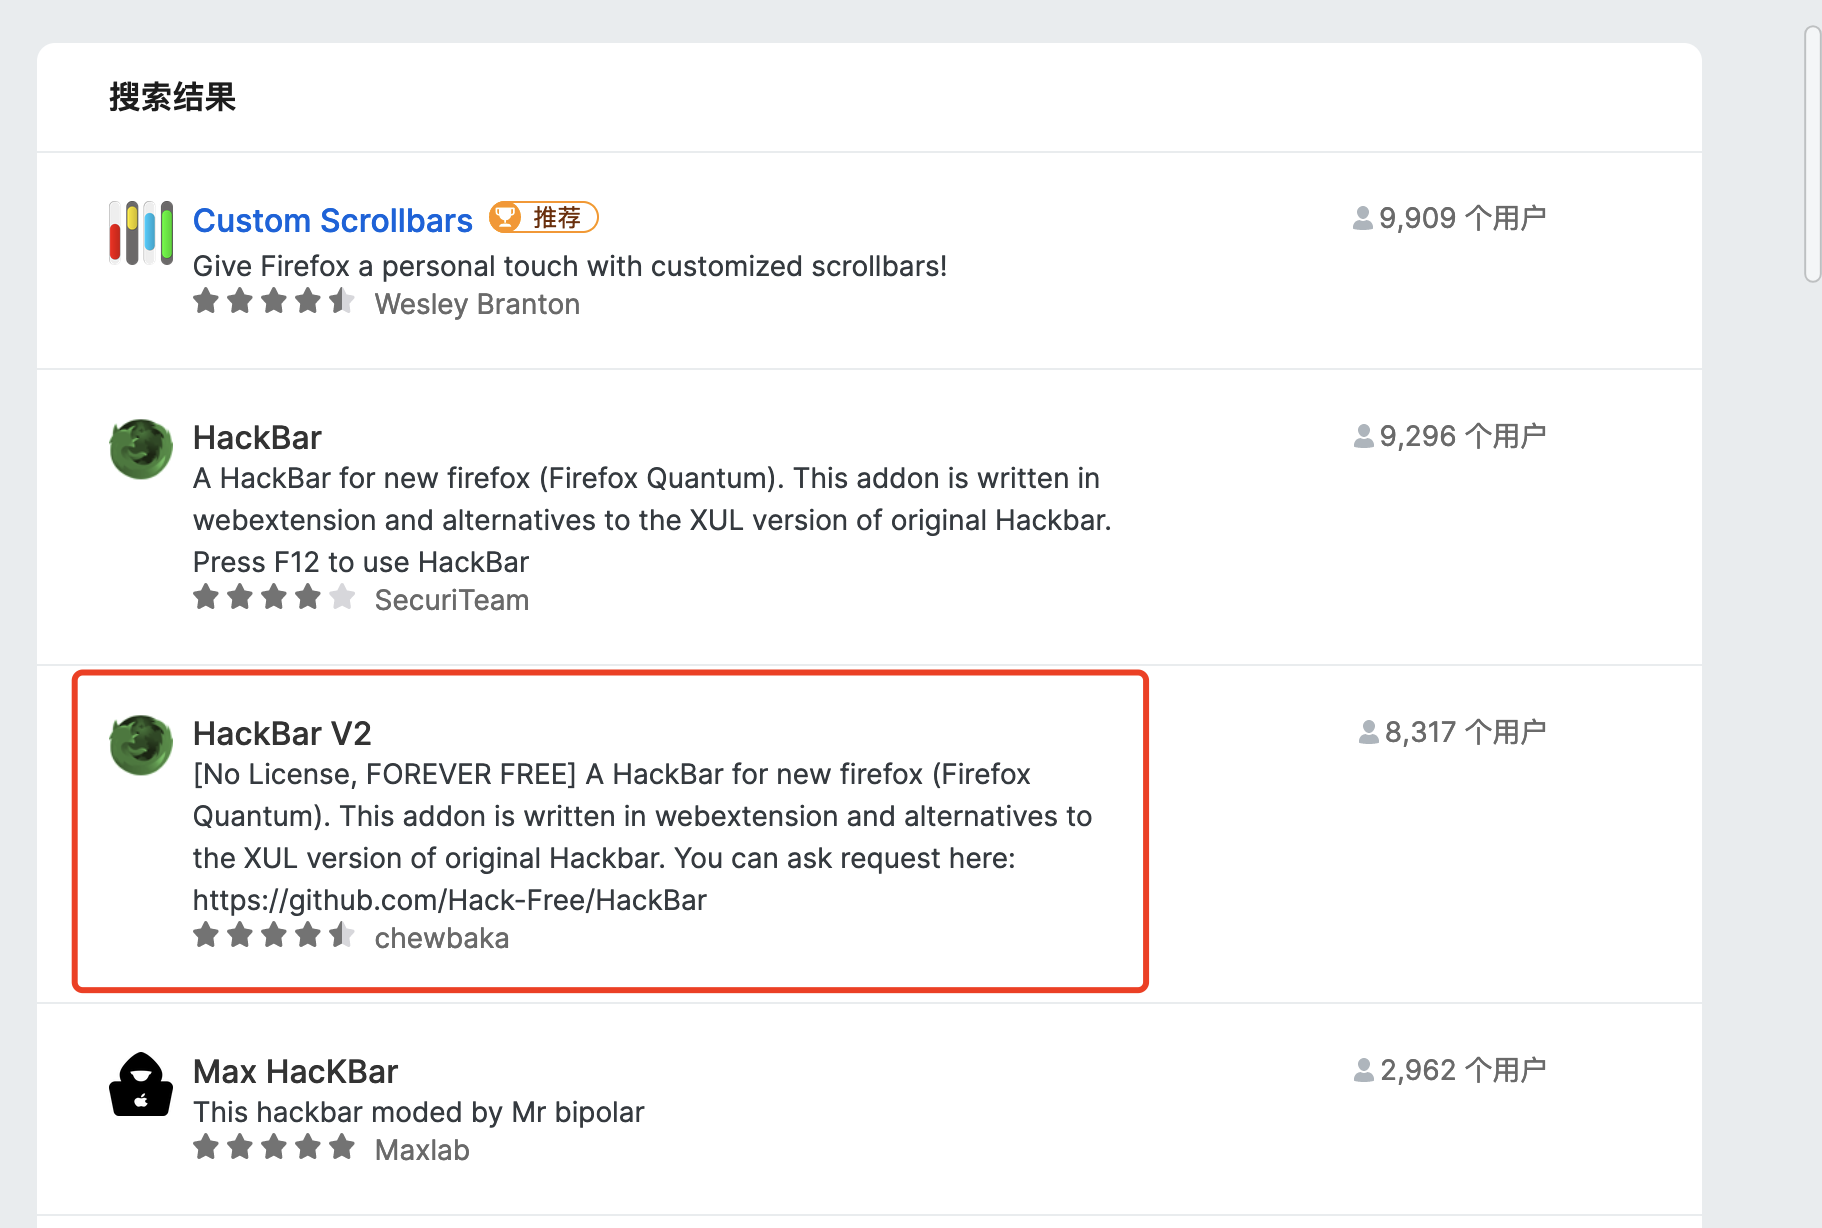 搜索结果
Custom Scrollbars 推荐 9,909 个用户
Give Firefox a personal touch with customized scrollbars!
Wesley Branton
HackBar 9,296 个用户
A HackBar for new firefox (Firefox Quantum). This addon is written in
webextension and alternatives to the XUL version of original Hackbar.
Press F12 to use HackBar
SecuriTeam
HackBar V2 8,317 个用户
[No License, FOREVER FREE] A HackBar for new firefox (Firefox
Quantum). This addon is written in webextension and alternatives to
the XUL version of original Hackbar. You can ask request here:
https://github.com/Hack-Free/HackBar
chewbaka
Max HacKBar 2,962 个用户
This hackbar moded by Mr bipolar
Maxlab